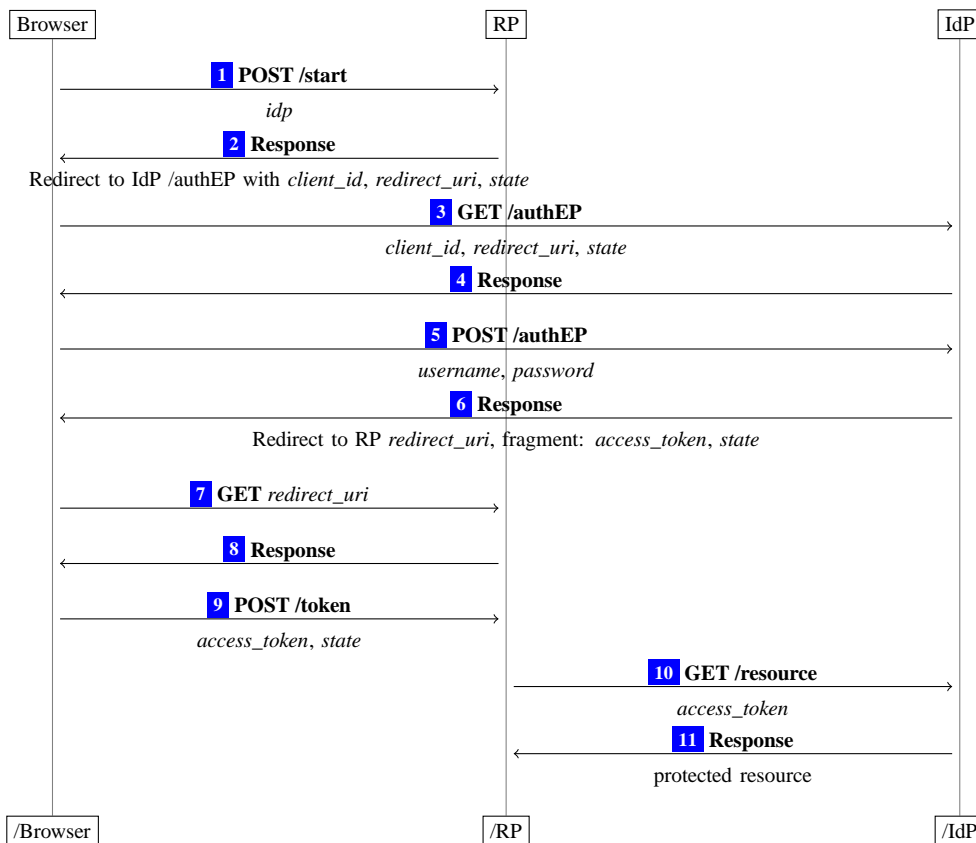 Browser RP IdP
1 POST /start
idp
2 Response
Redirect to IdP /authEP with client_id, redirect_uri, state
3 GET /authEP
client_id, redirect_uri, state
4 Response
5 POST /authEP
username, password
6 Response
Redirect to RP redirect_uri, fragment: access_token, state
7 GET redirect_uri
8 Response
9 POST /token
access_token, state
10 GET /resource
access_token
11 Response
protected resource
/Browser /RP /IdP